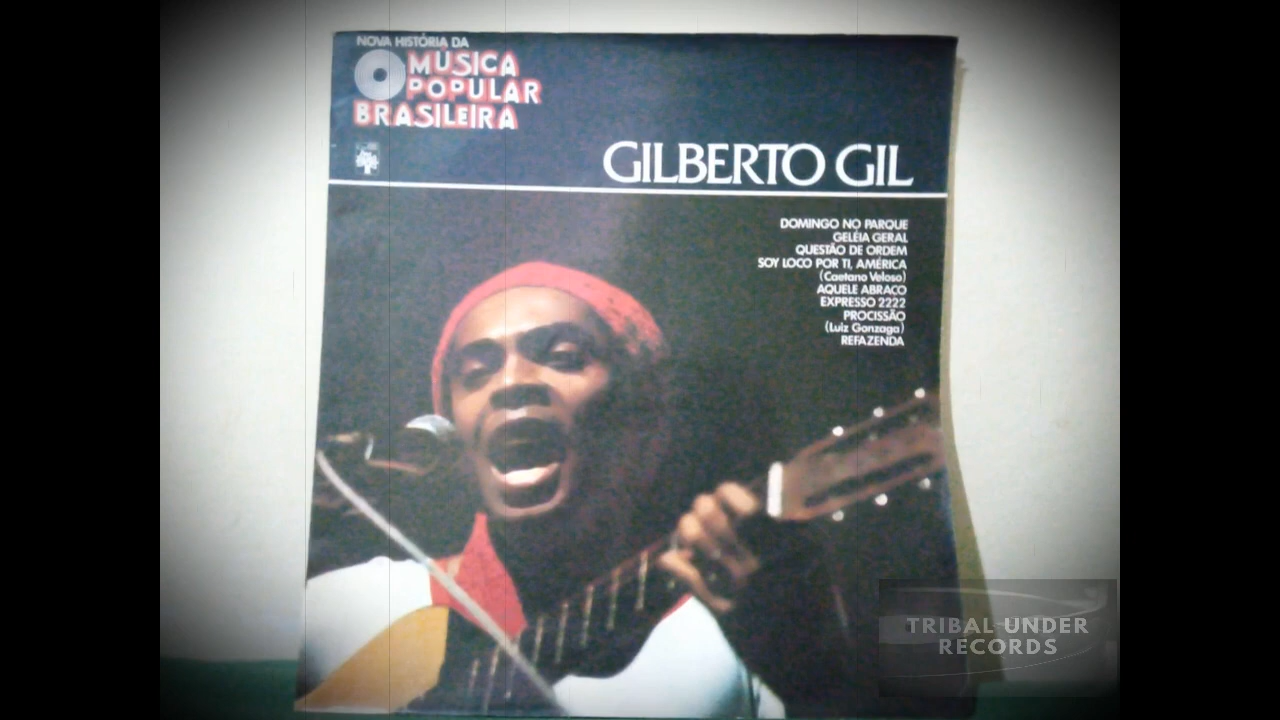 NOVA HISTÓRIA DA
MÚSICA
POPULAR
BRASILEIRA
GILBERTO GIL
DOMINGO NO PARQUE
GELÉIA GERAL
QUESTÃO DE ORDEM
SOY LOCO POR TI, AMÉRICA
(Caetano Veloso)
AQUELE ABRAÇO
EXPRESSO 2222
PROCISSÃO
(Luiz Gonzaga)
REFAZENDA
TRIBAL UNDER
RECORDS